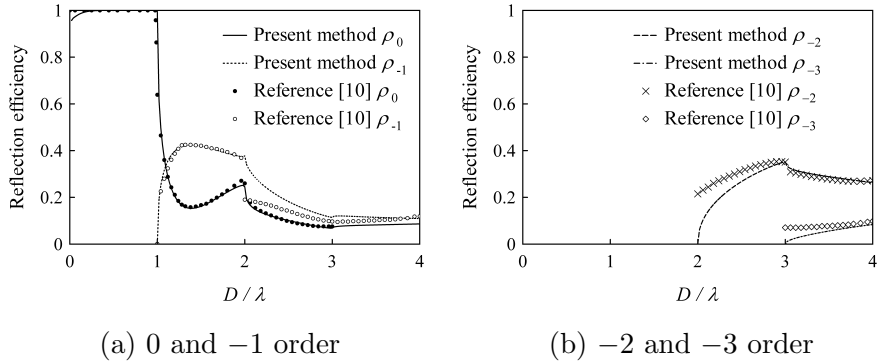 Reflection efficiency
1
0.8
0.6
0.4
0.2
0
0 1 2 3 4
D / λ
Present method ρ0
Present method ρ-1
Reference [10] ρ0
Reference [10] ρ-1
(a) 0 and −1 order
Reflection efficiency
1
0.8
0.6
0.4
0.2
0
0 1 2 3 4
D / λ
Present method ρ−2
Present method ρ−3
Reference [10] ρ−2
Reference [10] ρ−3
(b) −2 and −3 order